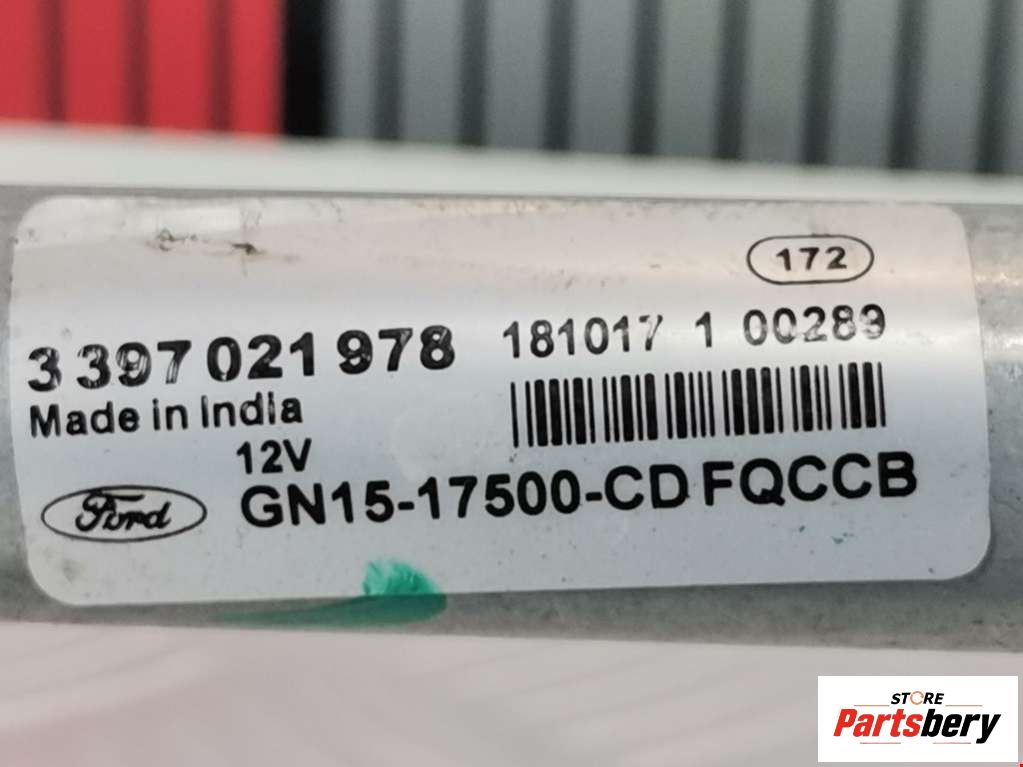 172
3 397 021 978 181017 1 00289
Made in India
12V
Ford GN15-17500-CD FQCCB
STORE
Partsbery